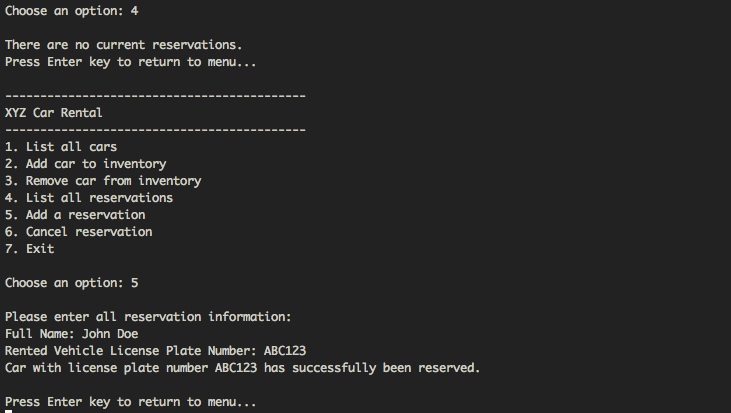 Choose an option: 4
There are no current reservations.
Press Enter key to return to menu...
-------------------------------------------
XYZ Car Rental
-------------------------------------------
1. List all cars
2. Add car to inventory
3. Remove car from inventory
4. List all reservations
5. Add a reservation
6. Cancel reservation
7. Exit
Choose an option: 5
Please enter all reservation information:
Full Name: John Doe
Rented Vehicle License Plate Number: ABC123
Car with license plate number ABC123 has successfully been reserved.
Press Enter key to return to menu...